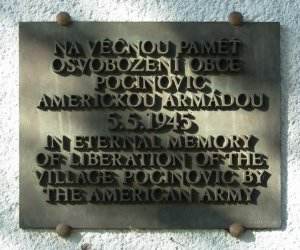 NA VĚČNOU PAMĚŤ
OSVOBOZENÍ OBCE
POCINOVIC
AMERICKOU ARMÁDOU
5.5.1945
IN ETERNAL MEMORY
OF LIBERATION OF THE
VILLAGE POCINOVIC BY
THE AMERICAN ARMY